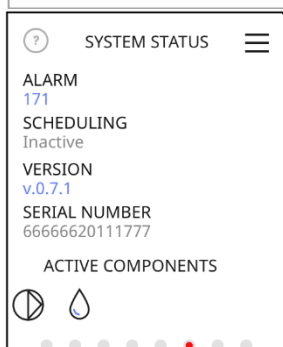 ?
SYSTEM STATUS
ALARM
171
SCHEDULING
Inactive
VERSION
v.0.7.1
SERIAL NUMBER
66666620111777
ACTIVE COMPONENTS